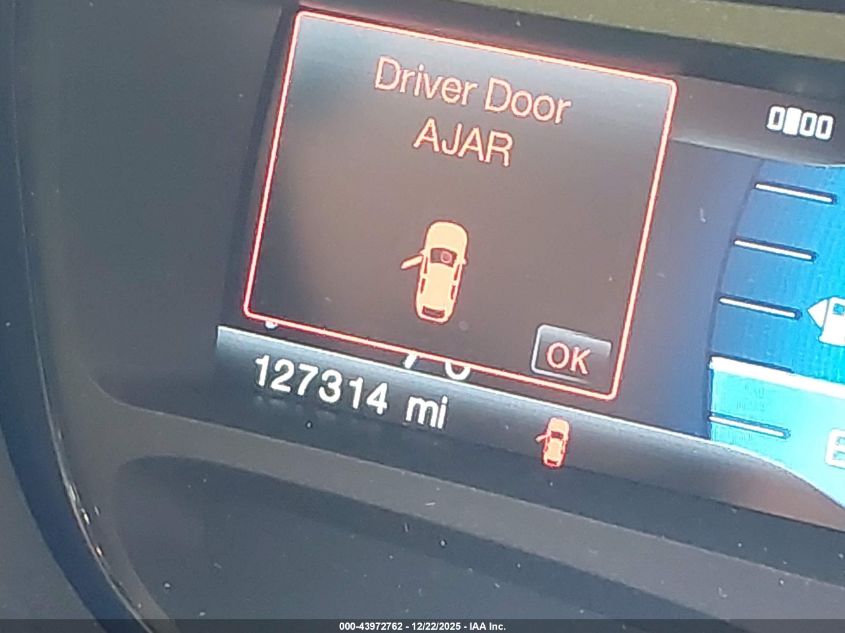 Driver Door
AJAR
OK
127314 mi
000-43972762 - 12/22/2025 - IAA Inc.